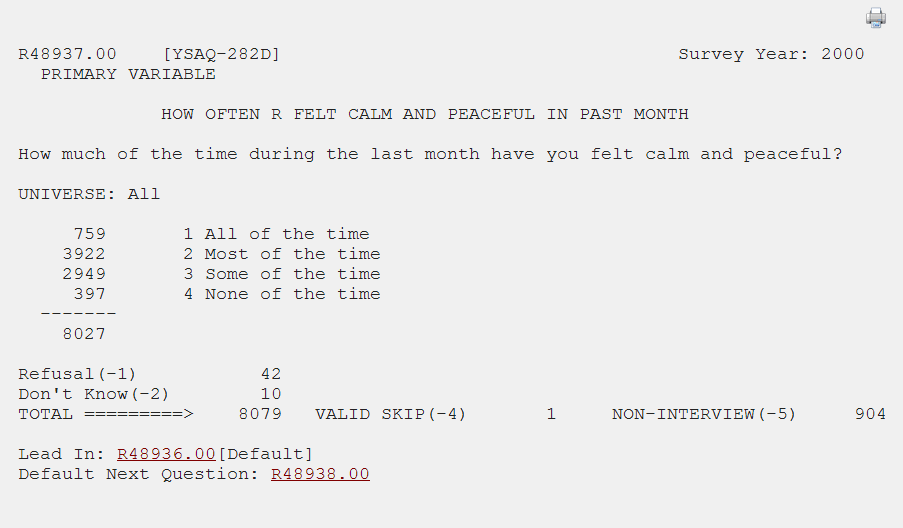 R48937.00    [YSAQ-282D]                                    Survey Year: 2000
  PRIMARY VARIABLE
             HOW OFTEN R FELT CALM AND PEACEFUL IN PAST MONTH
How much of the time during the last month have you felt calm and peaceful?
UNIVERSE: All
     759       1 All of the time
    3922       2 Most of the time
    2949       3 Some of the time
     397       4 None of the time
  -------
    8027
Refusal(-1)           42
Don't Know(-2)        10
TOTAL =========>    8079   VALID SKIP(-4)       1     NON-INTERVIEW(-5)     904
Lead In: R48936.00[Default]
Default Next Question: R48938.00